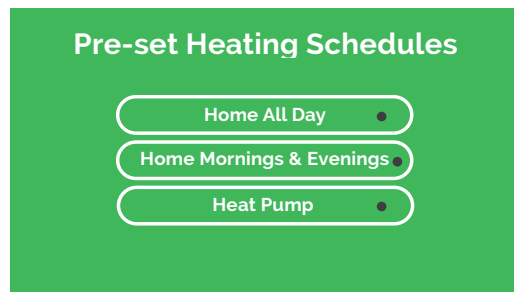 Pre-set Heating Schedules
Home All Day
Home Mornings & Evenings
Heat Pump